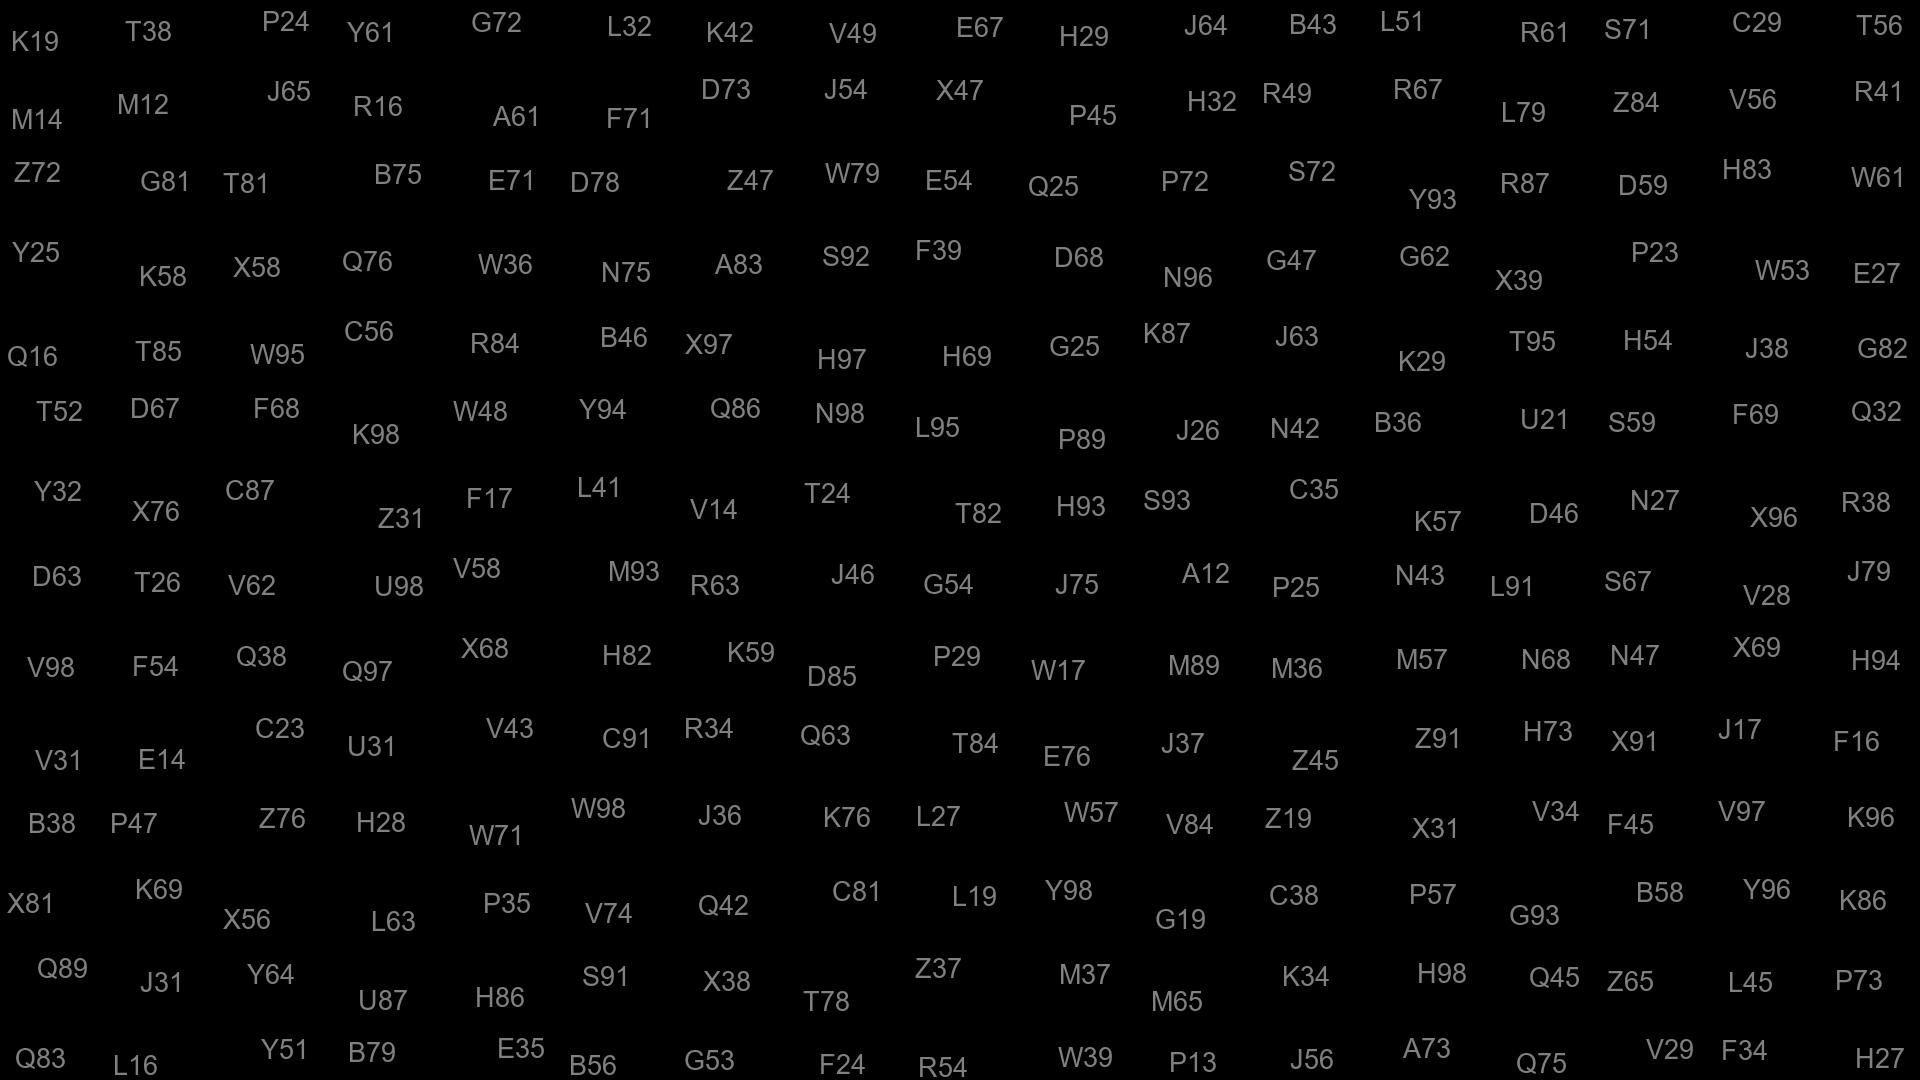 K19 T38 P24 Y61 G72 L32 K42 V49 E67 H29 J64 B43 L51 R61 S71 C29 T56
M14 M12 J65 R16 A61 F71 D73 J54 X47 P45 H32 R49 R67 L79 Z84 V56 R41
Z72 G81 T81 B75 E71 D78 Z47 W79 E54 Q25 P72 S72 Y93 R87 D59 H83 W61
Y25 K58 X58 Q76 W36 N75 A83 S92 F39 D68 N96 G47 G62 X39 P23 W53 E27
Q16 T85 W95 C56 R84 B46 X97 H97 H69 G25 K87 J63 K29 T95 H54 J38 G82
T52 D67 F68 K98 W48 Y94 Q86 N98 L95 P89 J26 N42 B36 U21 S59 F69 Q32
Y32 X76 C87 Z31 F17 L41 V14 T24 T82 H93 S93 C35 K57 D46 N27 X96 R38
D63 T26 V62 U98 V58 M93 R63 J46 G54 J75 A12 P25 N43 L91 S67 V28 J79
V98 F54 Q38 Q97 X68 H82 K59 D85 P29 W17 M89 M36 M57 N68 N47 X69 H94
V31 E14 C23 U31 V43 C91 R34 Q63 T84 E76 J37 Z45 Z91 H73 X91 J17 F16
B38 P47 Z76 H28 W71 W98 J36 K76 L27 W57 V84 Z19 X31 V34 F45 V97 K96
X81 K69 X56 L63 P35 V74 Q42 C81 L19 Y98 G19 C38 P57 G93 B58 Y96 K86
Q89 J31 Y64 U87 H86 S91 X38 T78 Z37 M37 M65 K34 H98 Q45 Z65 L45 P73
Q83 L16 Y51 B79 E35 B56 G53 F24 R54 W39 P13 J56 A73 Q75 V29 F34 H27